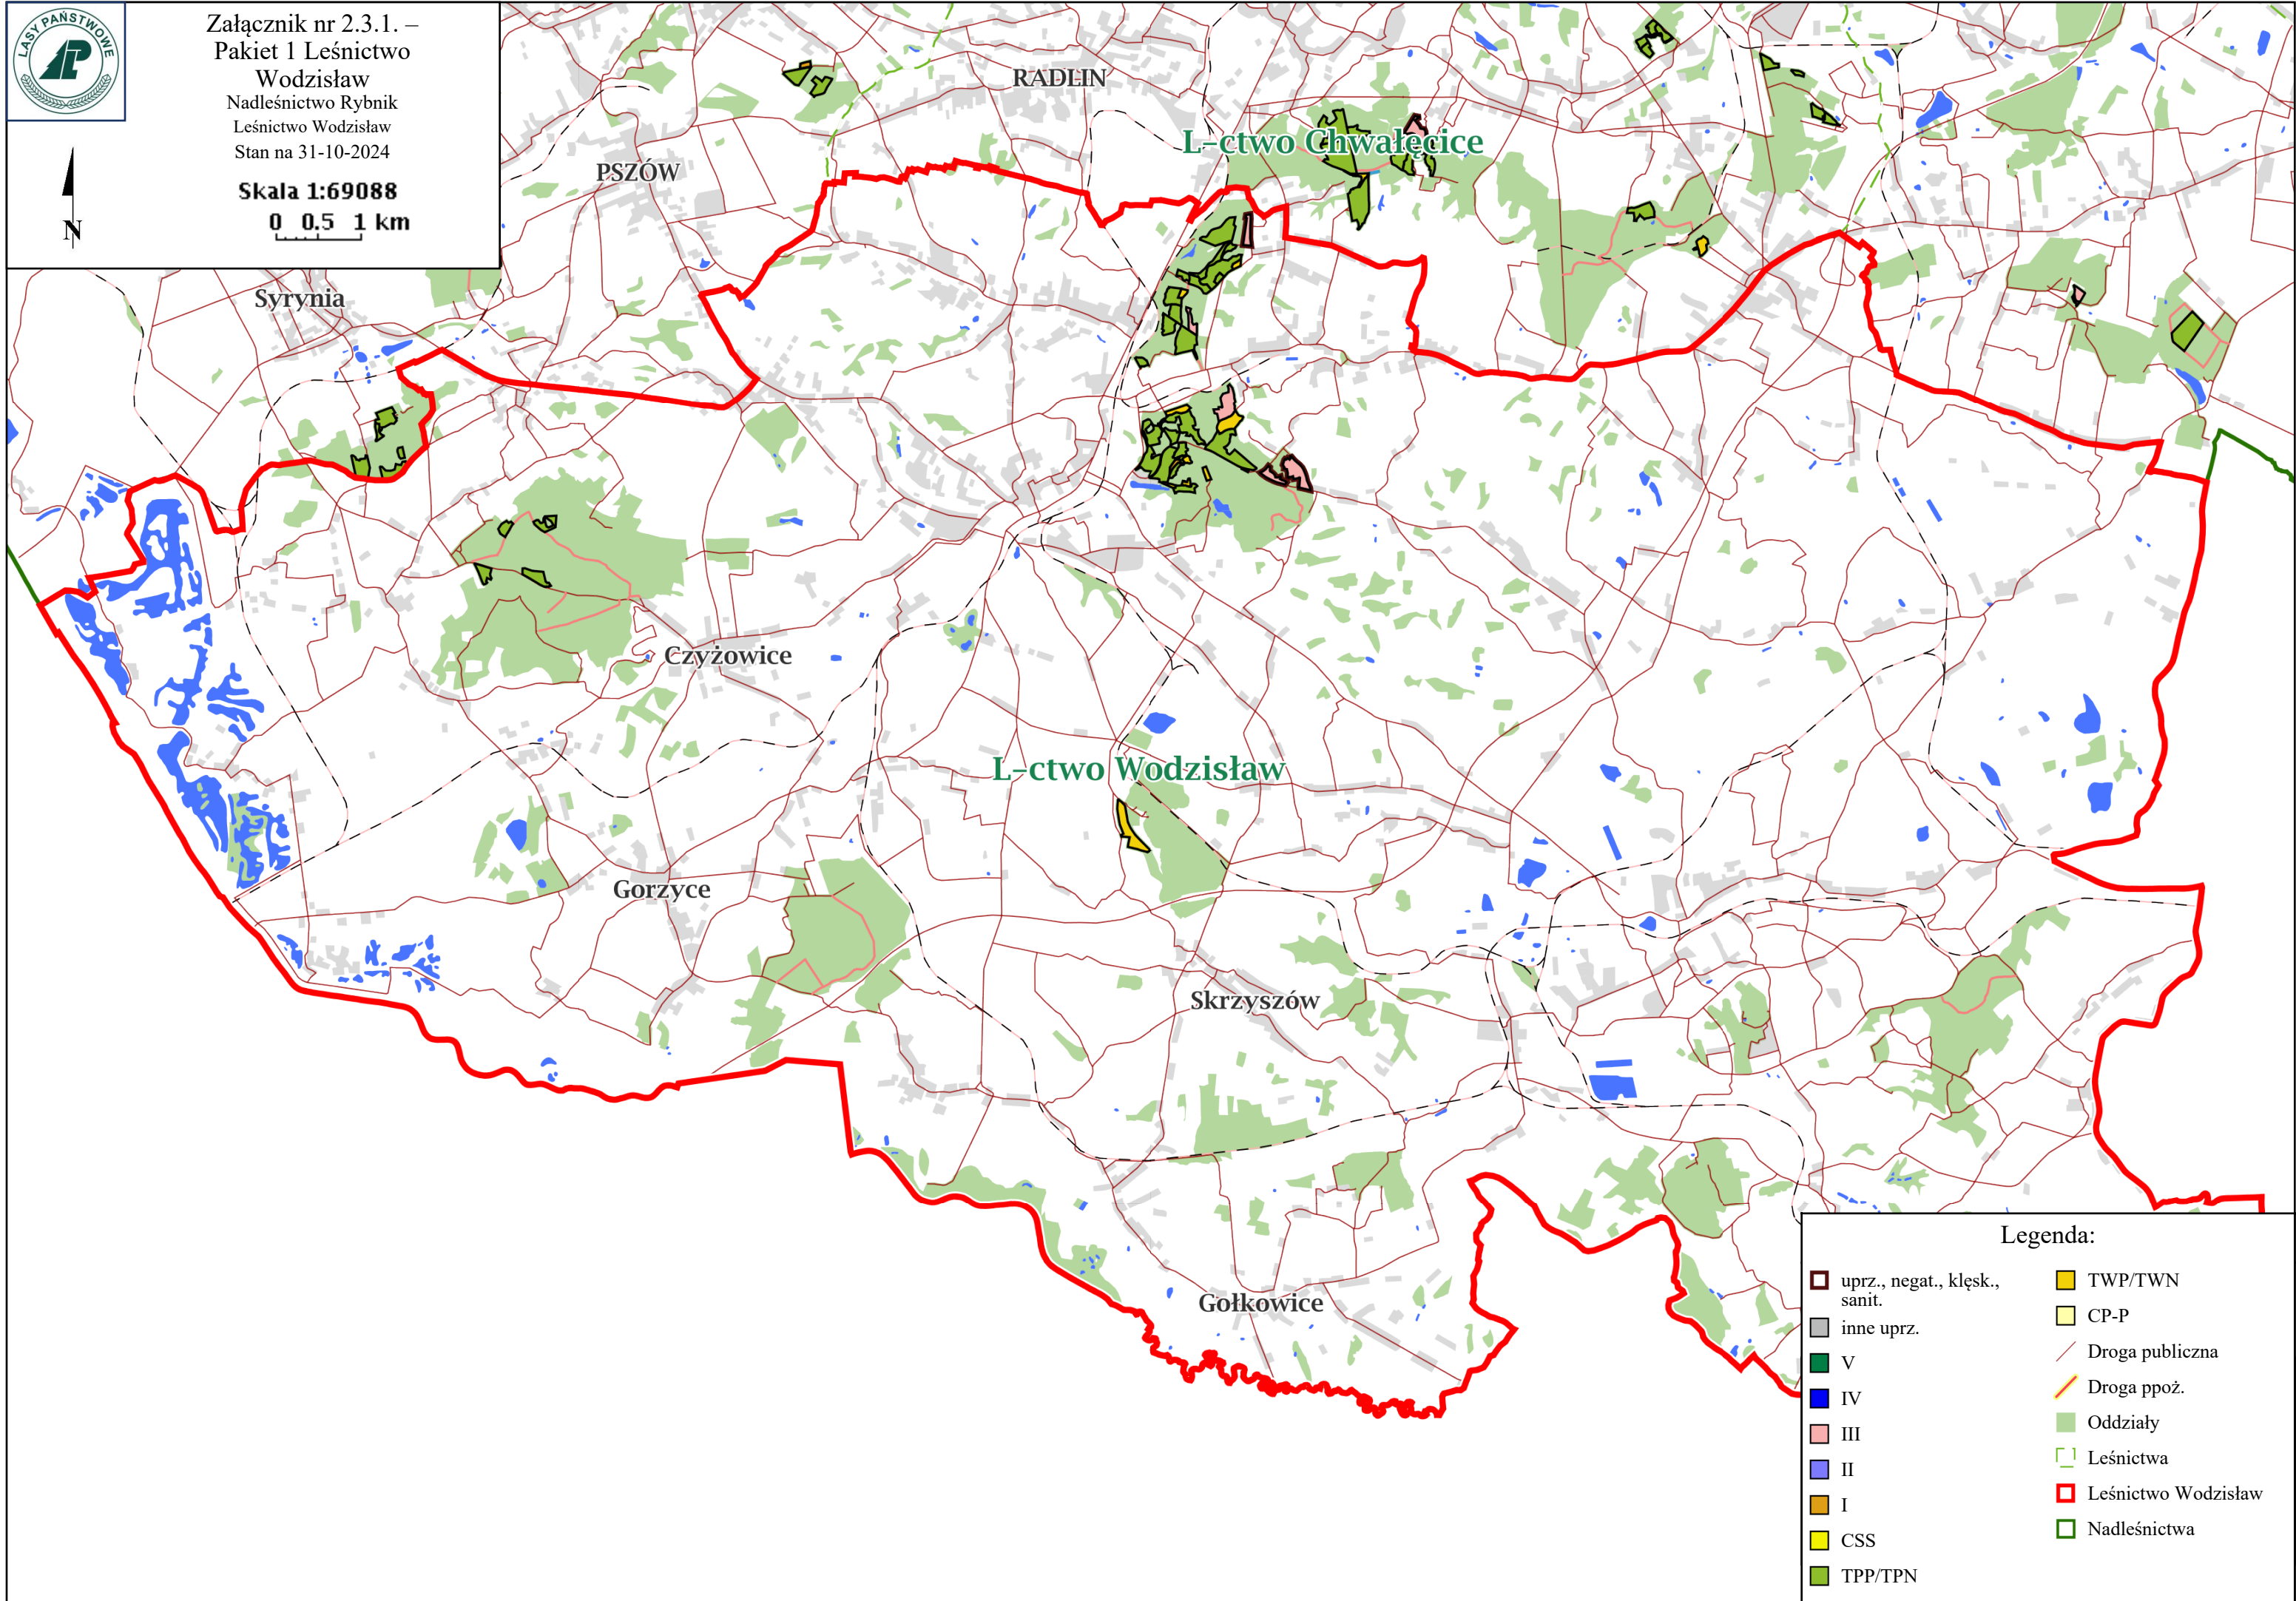 LASY PAŃSTWOWE
Załącznik nr 2.3.1. –
Pakiet 1 Leśnictwo
Wodzisław
Nadleśnictwo Rybnik
Leśnictwo Wodzisław
Stan na 31-10-2024
Skala 1:69088
0 0.5 1 km
N
RADLIN
L-ctwo Chwałęcice
PSZÓW
Syrynia
Czyżowice
L-ctwo Wodzisław
Gorzyce
Skrzyszów
Gołkowice
Legenda:
uprz., negat., klęsk.,
sanit.
inne uprz.
V
IV
III
II
I
CSS
TPP/TPN
TWP/TWN
CP-P
Droga publiczna
Droga ppoż.
Oddziały
Leśnictwa
Leśnictwo Wodzisław
Nadleśnictwa